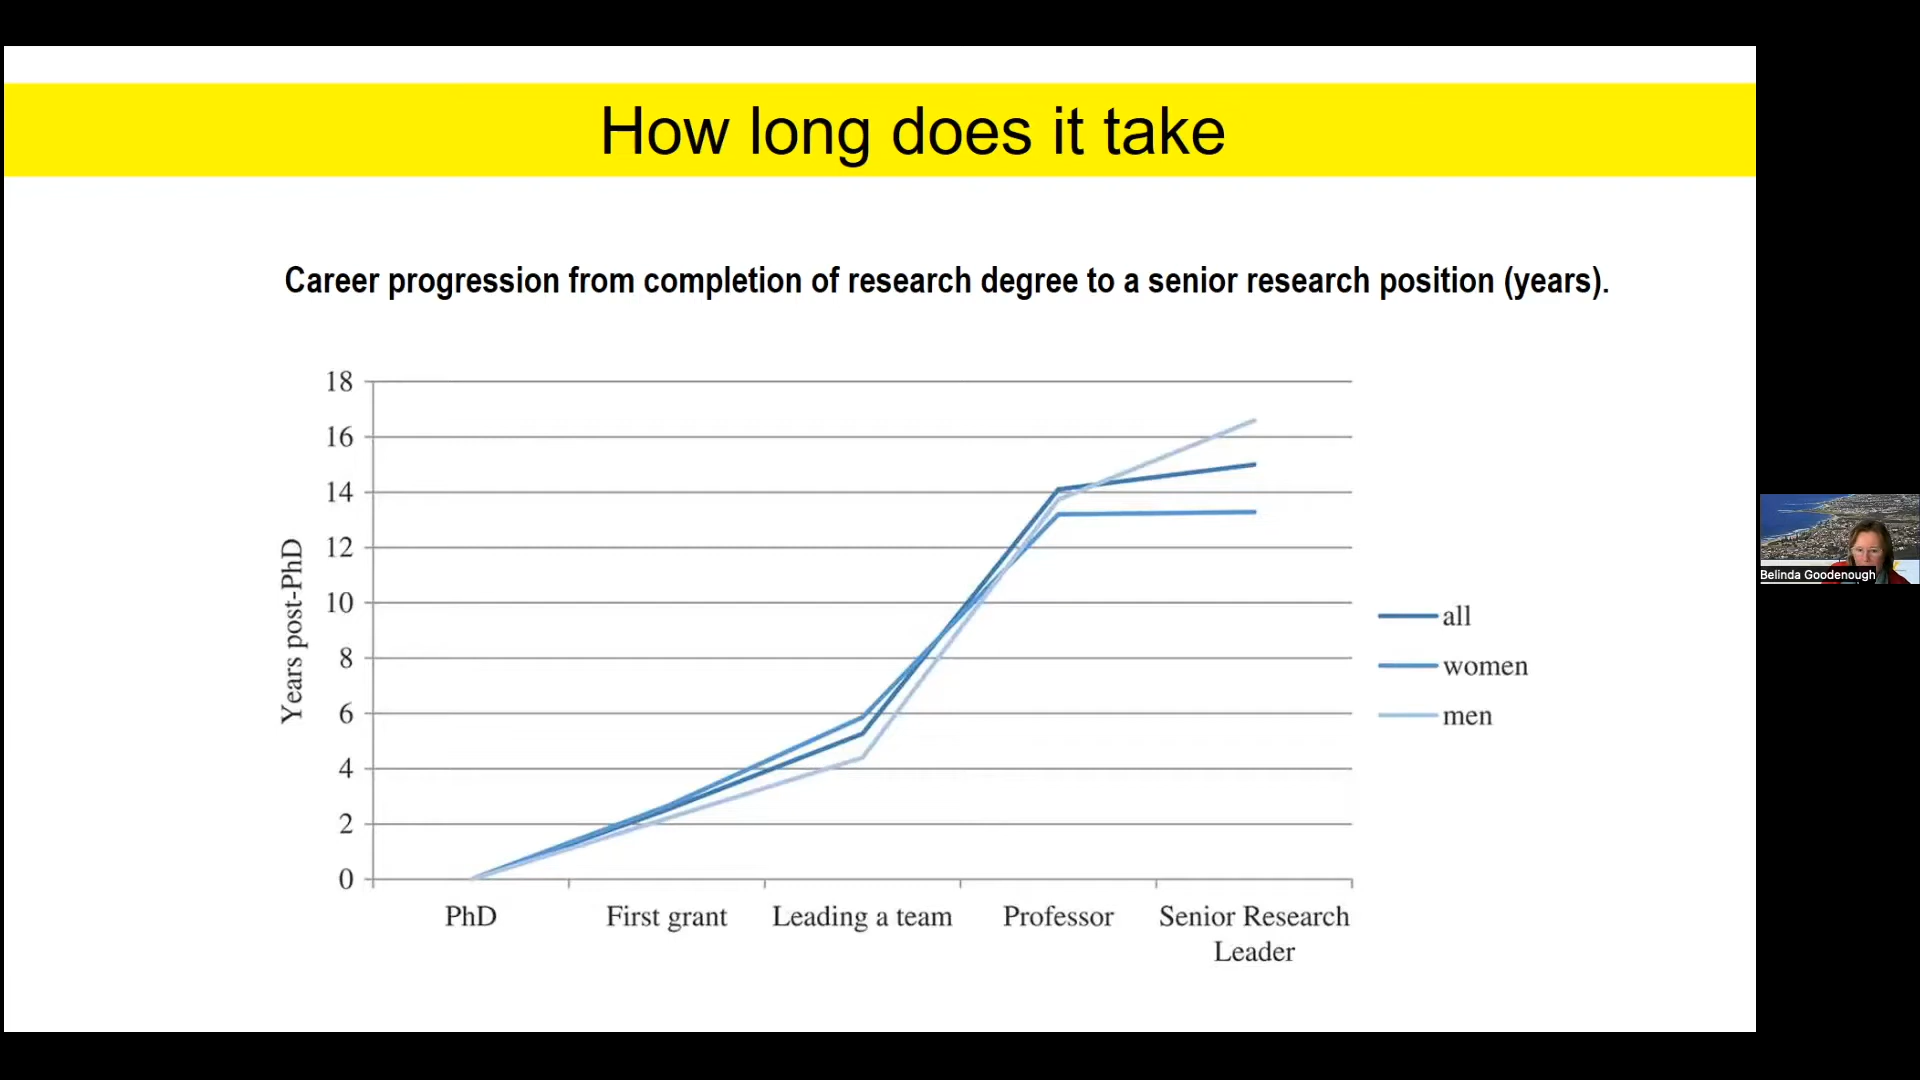 How long does it take
Career progression from completion of research degree to a senior research position (years).
18
16
14
12
10
8
6
4
2
0
Years post-PhD
PhD
First grant
Leading a team
Professor
Senior Research
Leader
all
women
men
Belinda Goodenough